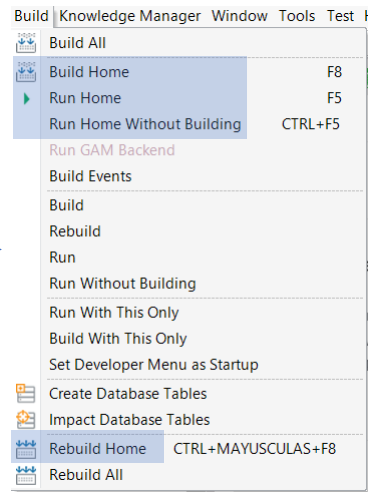 Build Knowledge Manager Window Tools Test
Build All
Build Home F8
Run Home F5
Run Home Without Building CTRL+F5
Run GAM Backend
Build Events
Build
Rebuild
Run
Run Without Building
Run With This Only
Build With This Only
Set Developer Menu as Startup
Create Database Tables
Impact Database Tables
Rebuild Home CTRL+MAYUSCULAS+F8
Rebuild All